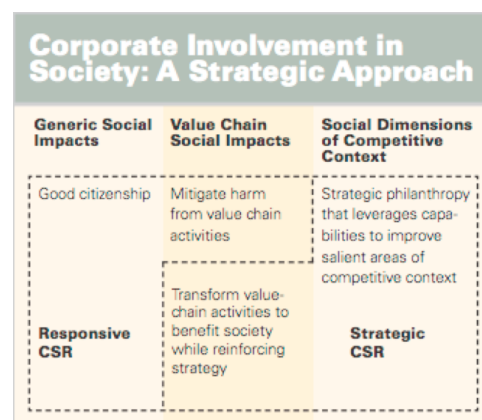 Corporate Involvement in
Society: A Strategic Approach
Generic Social
Impacts
Value Chain
Social Impacts
Social Dimensions
of Competitive
Context
Good citizenship
Mitigate harm
from value chain
activities
Strategic philanthropy
that leverages capa-
bilities to improve
salient areas of
competitive context
Transform value-
chain activities to
benefit society
while reinforcing
strategy
Responsive
CSR
Strategic
CSR